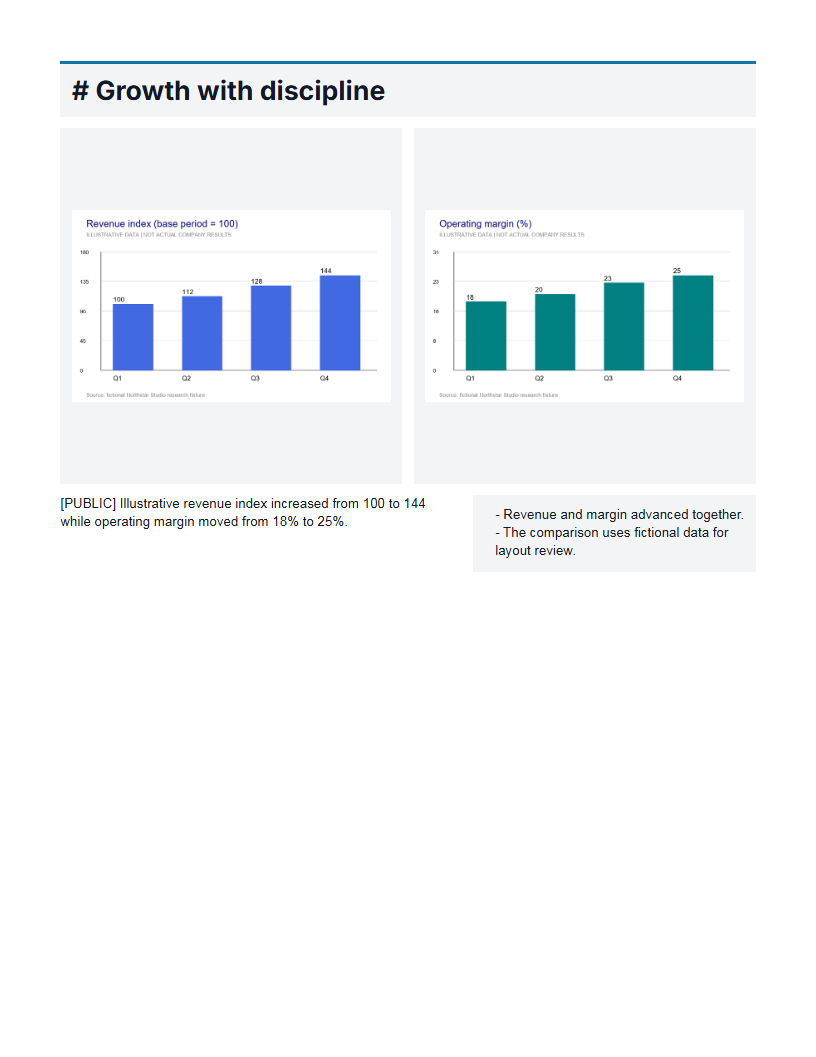 # Growth with discipline
Revenue index (base period = 100)
ILLUSTRATIVE DATA | NOT ACTUAL COMPANY RESULTS
180
135
90
45
0
100
112
128
144
Q1 Q2 Q3 Q4
Source: fictional Northstar Studio research fixture
Operating margin (%)
ILLUSTRATIVE DATA | NOT ACTUAL COMPANY RESULTS
31
23
16
8
0
18
20
23
25
Q1 Q2 Q3 Q4
Source: fictional Northstar Studio research fixture
[PUBLIC] Illustrative revenue index increased from 100 to 144
while operating margin moved from 18% to 25%.
- Revenue and margin advanced together.
- The comparison uses fictional data for
layout review.